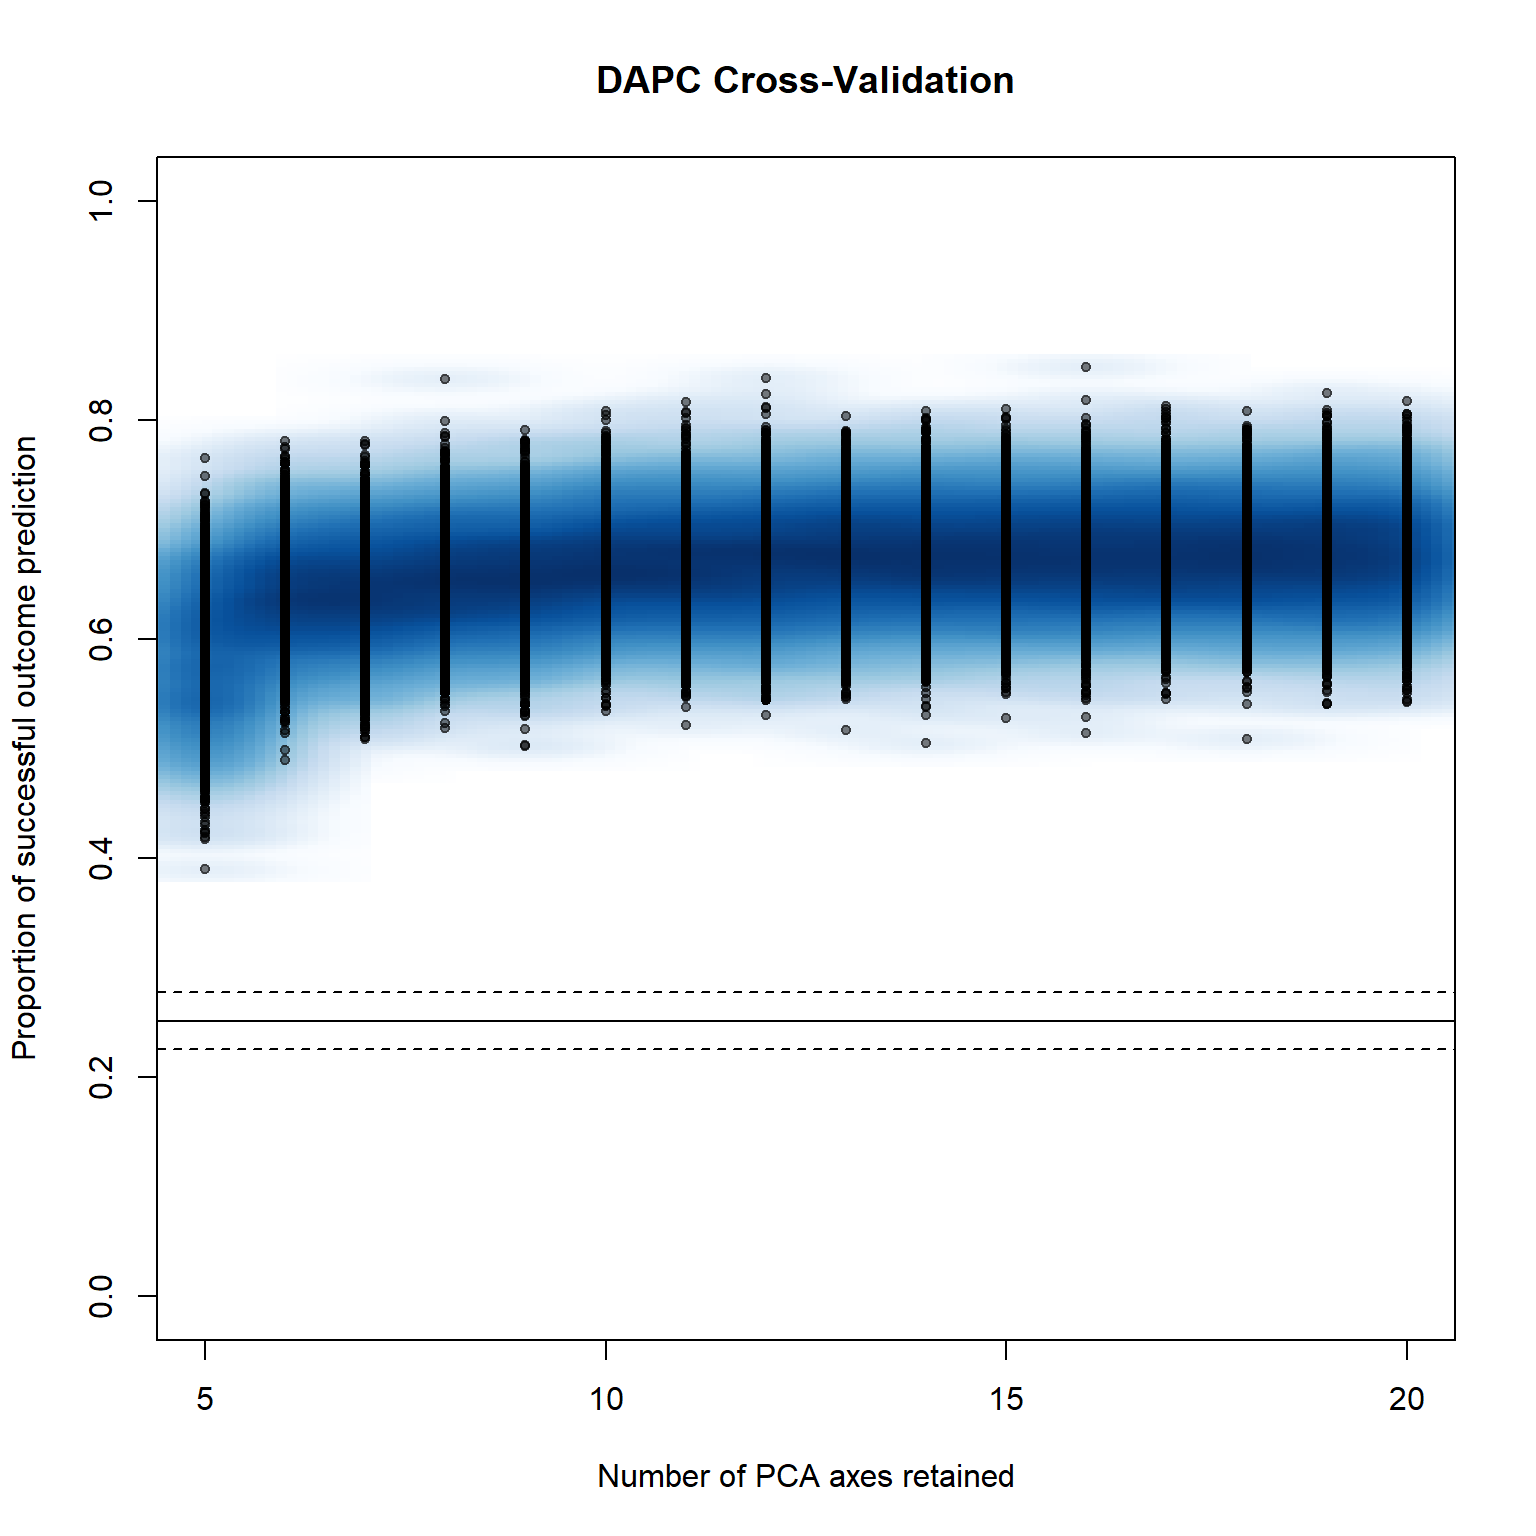 DAPC Cross-Validation
Proportion of successful outcome prediction
1.0
0.8
0.6
0.4
0.2
0.0
5 10 15 20
Number of PCA axes retained